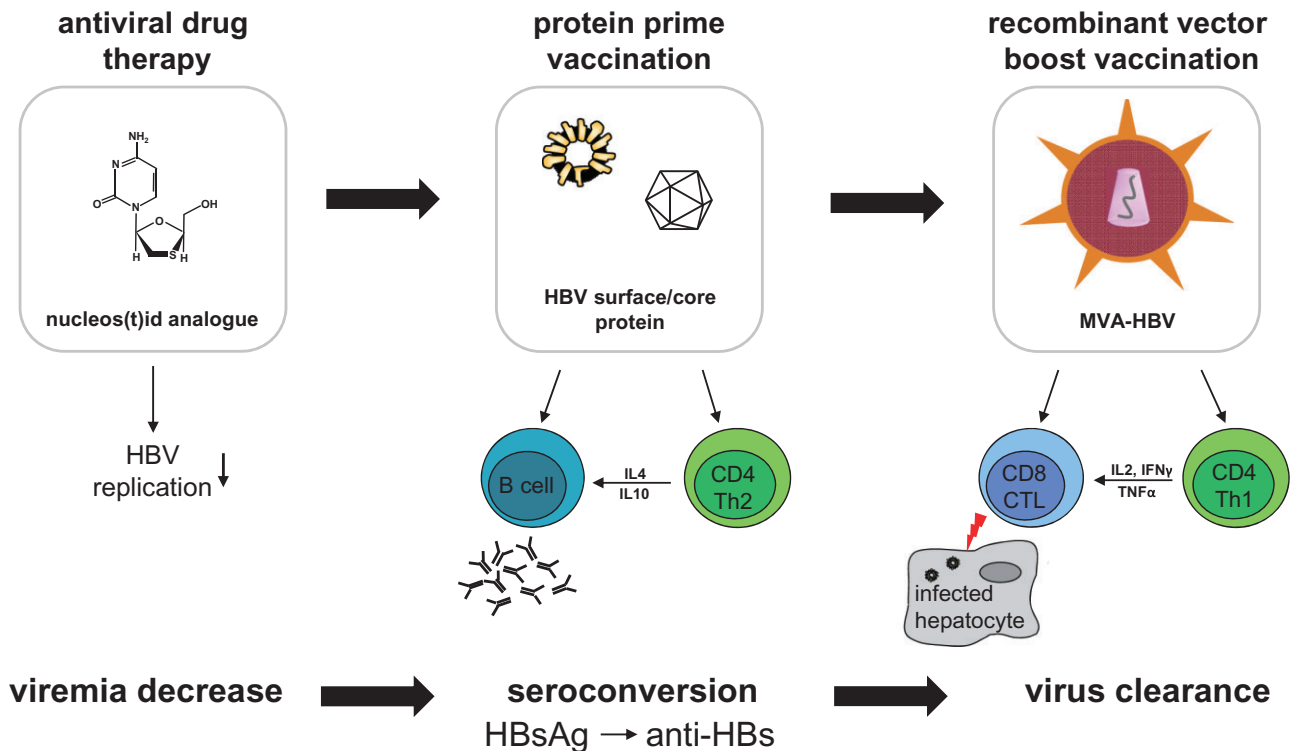 antiviral drug
therapy
protein prime
vaccination
recombinant vector
boost vaccination
NH2
N
O
N
O
OH
S
H
H
nucleos(t)id analogue
HBV surface/core
protein
MVA-HBV
HBV
replication
B cell
IL4
IL10
CD4
Th2
CD8
CTL
IL2, IFNγ
TNFα
CD4
Th1
infected
hepatocyte
viremia decrease
seroconversion
virus clearance
HBsAg → anti-HBs